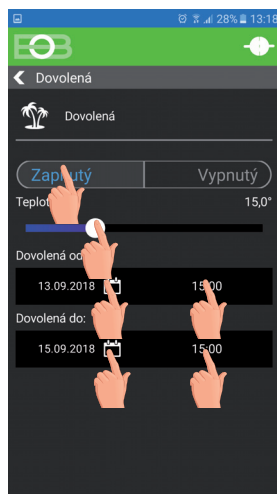 28% 13:18
EOB
Dovolená
Dovolená
Zapnutý Vypnutý
Teplot 15,0°
Dovolená od
13.09.2018 15:00
Dovolená do:
15.09.2018 15:00